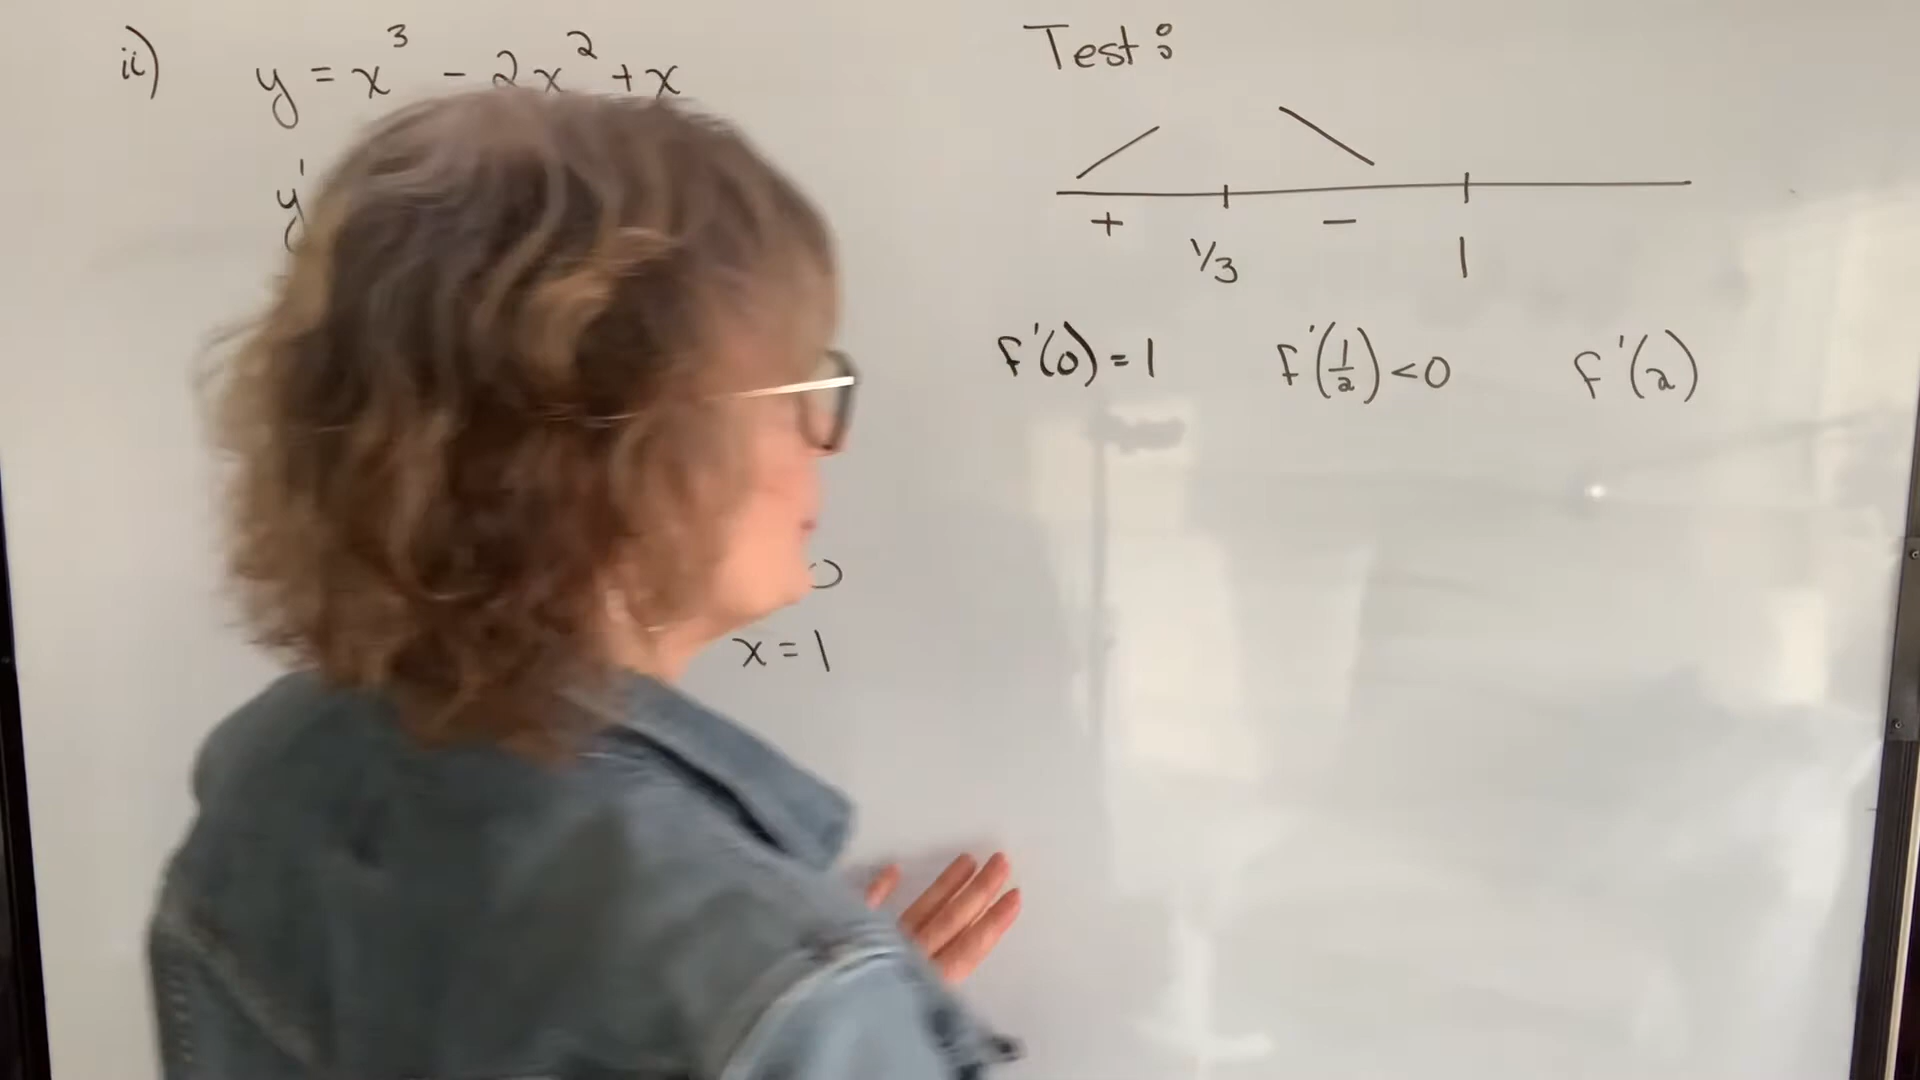 ii) y = x³ - 2x² + x
y'
x = 1
Test:
+ 1/3 - 1
f'(0) = 1 f'(1/2) < 0 f'(2)